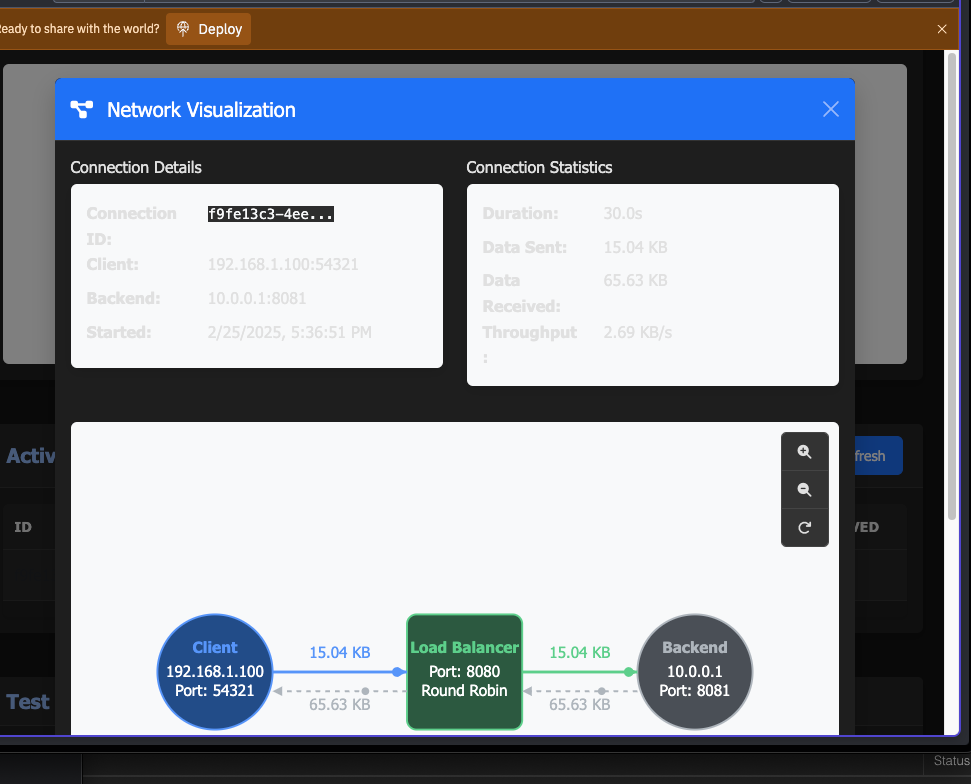 Ready to share with the world?
Deploy
Network Visualization
Connection Details
Connection ID:
f9fe13c3-4ee...
Client:
192.168.1.100:54321
Backend:
10.0.0.1:8081
Started:
2/25/2025, 5:36:51 PM
Connection Statistics
Duration:
30.0s
Data Sent:
15.04 KB
Data Received:
65.63 KB
Throughput:
2.69 KB/s
Activ
fresh
ID
VED
Client
192.168.1.100
Port: 54321
15.04 KB
65.63 KB
Load Balancer
Port: 8080
Round Robin
15.04 KB
65.63 KB
Backend
10.0.0.1
Port: 8081
Test
Status